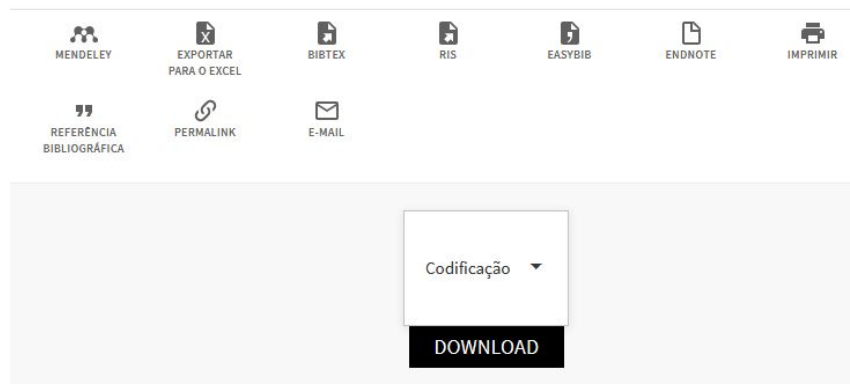 MENDELEY
EXPORTAR
PARA O EXCEL
BIBTEX
RIS
EASYBIB
ENDNOTE
IMPRIMIR
REFERÊNCIA
BIBLIOGRÁFICA
PERMALINK
E-MAIL
Codificação
DOWNLOAD